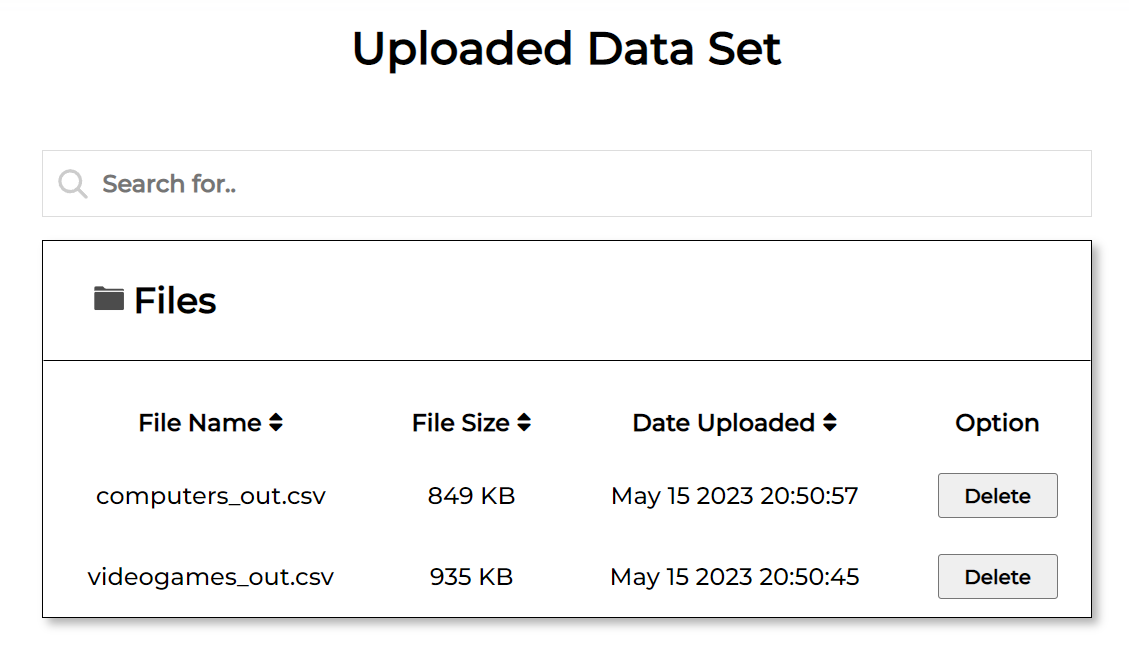 Uploaded Data Set
Search for..
Files
File Name File Size Date Uploaded Option
computers_out.csv 849 KB May 15 2023 20:50:57 Delete
videogames_out.csv 935 KB May 15 2023 20:50:45 Delete